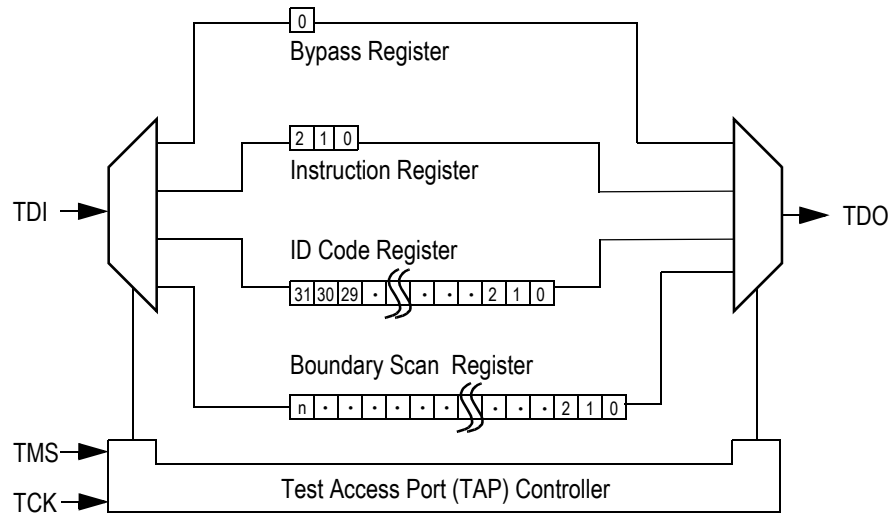 0
Bypass Register
2 1 0
Instruction Register
TDI
TDO
ID Code Register
31 30 29 · · · · 2 1 0
Boundary Scan Register
n · · · · · · · · · 2 1 0
TMS
Test Access Port (TAP) Controller
TCK